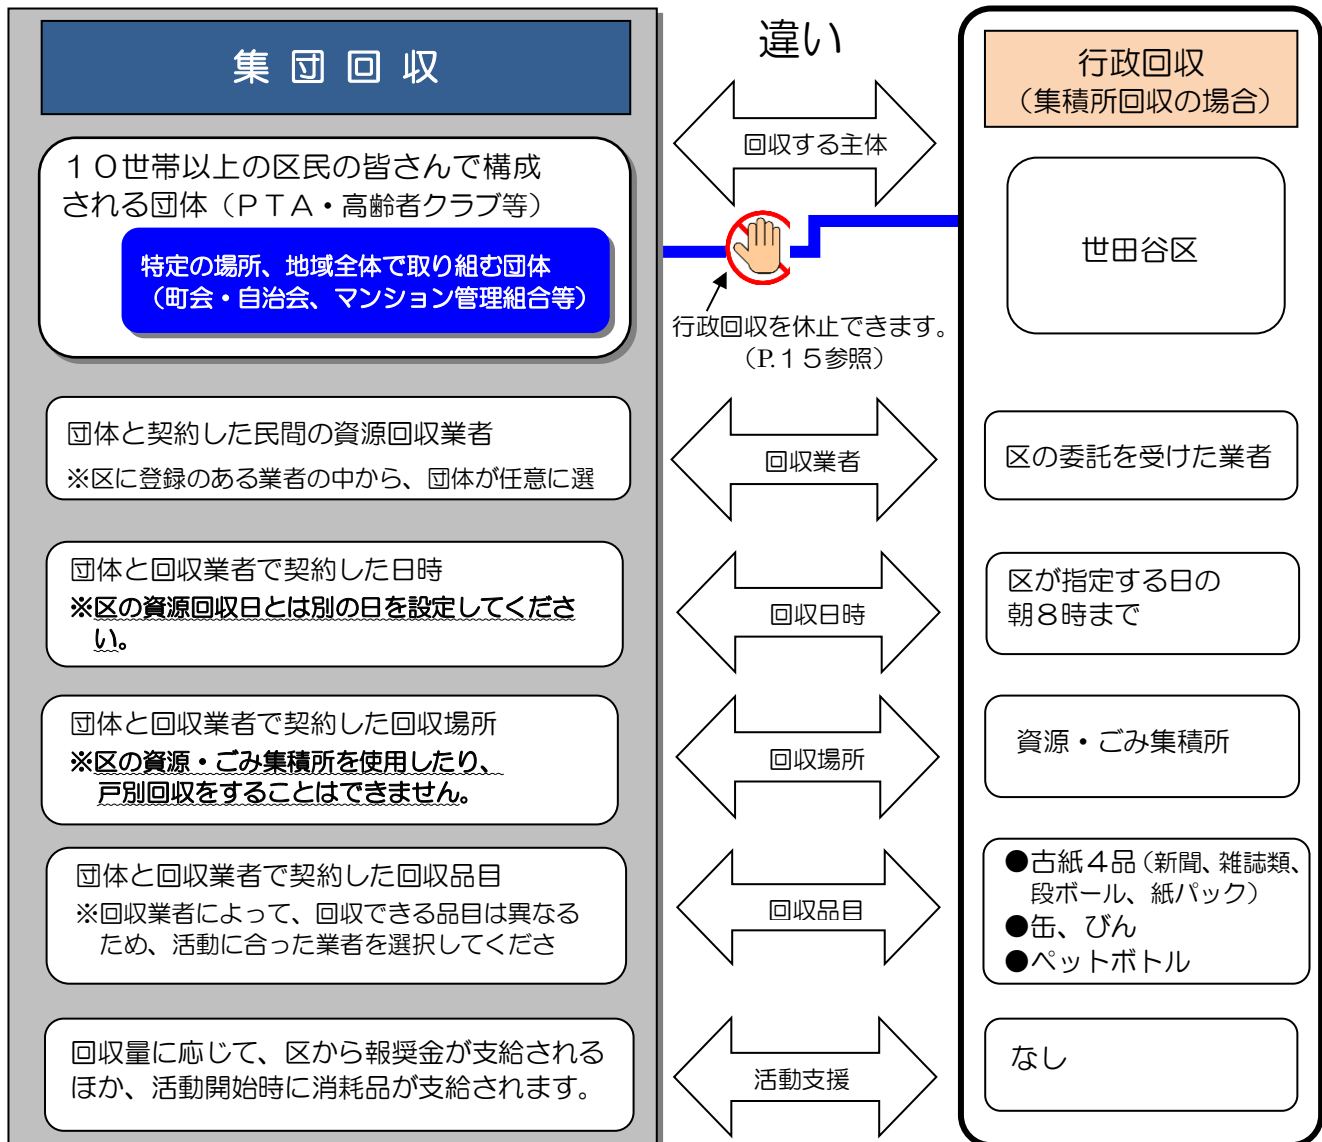 集団回収
違い
行政回収
（集積所回収の場合）
１０世帯以上の区民の皆さんで構成
される団体（ＰＴＡ・高齢者クラブ等）
特定の場所、地域全体で取り組む団体
（町会・自治会、マンション管理組合等）
回収する主体
世田谷区
行政回収を休止できます。
（P.１５参照）
団体と契約した民間の資源回収業者
※区に登録のある業者の中から、団体が任意に選
回収業者
区の委託を受けた業者
団体と回収業者で契約した日時
※区の資源回収日とは別の日を設定してくださ
い。
回収日時
区が指定する日の
朝８時まで
団体と回収業者で契約した回収場所
※区の資源・ごみ集積所を使用したり、
戸別回収をすることはできません。
回収場所
資源・ごみ集積所
団体と回収業者で契約した回収品目
※回収業者によって、回収できる品目は異なる
ため、活動に合った業者を選択してくださ
回収品目
●古紙４品（新聞、雑誌類、
段ボール、紙パック）
●缶、びん
●ペットボトル
回収量に応じて、区から報奨金が支給される
ほか、活動開始時に消耗品が支給されます。
活動支援
なし